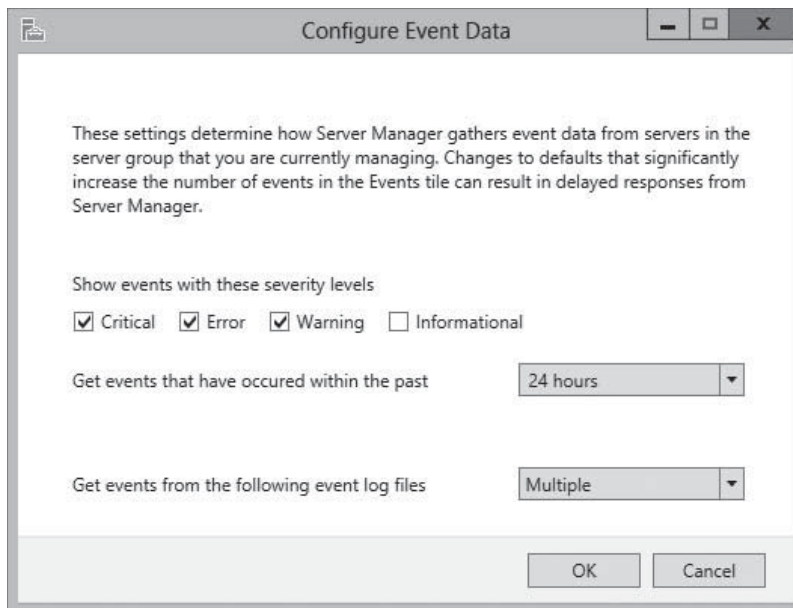 Configure Event Data
These settings determine how Server Manager gathers event data from servers in the
server group that you are currently managing. Changes to defaults that significantly
increase the number of events in the Events tile can result in delayed responses from
Server Manager.
Show events with these severity levels
Critical Error Warning Informational
Get events that have occured within the past 24 hours
Get events from the following event log files Multiple
OK Cancel